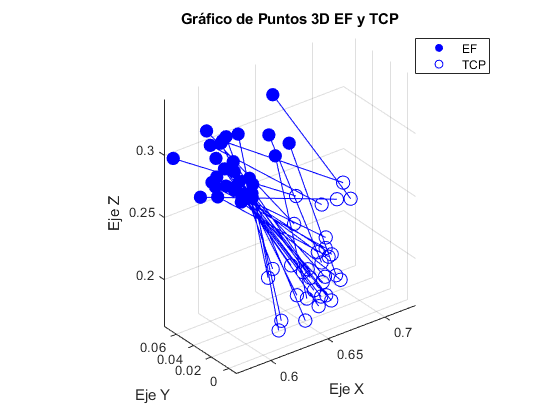 Gráfico de Puntos 3D EF y TCP
EF
TCP
0.3
0.25
0.2
Eje Z
0.06
0.04
0.02
0
Eje Y
0.6
0.65
0.7
Eje X